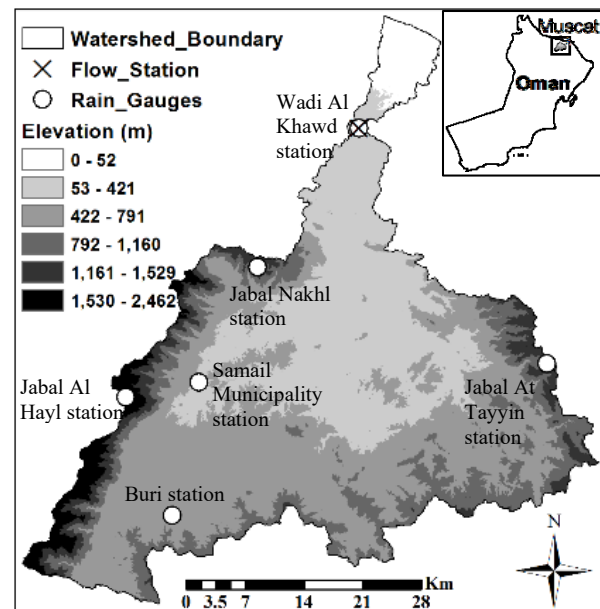 Watershed_Boundary
Flow_Station
Rain_Gauges
Elevation (m)
0 - 52
53 - 421
422 - 791
792 - 1,160
1,161 - 1,529
1,530 - 2,462
Muscat
Oman
Wadi Al
Khawd
station
Jabal Nakhl
station
Samail
Municipality
station
Jabal Al
Hayl station
Jabal At
Tayyin
station
Buri station
N
Km
0 3.5 7 14 21 28